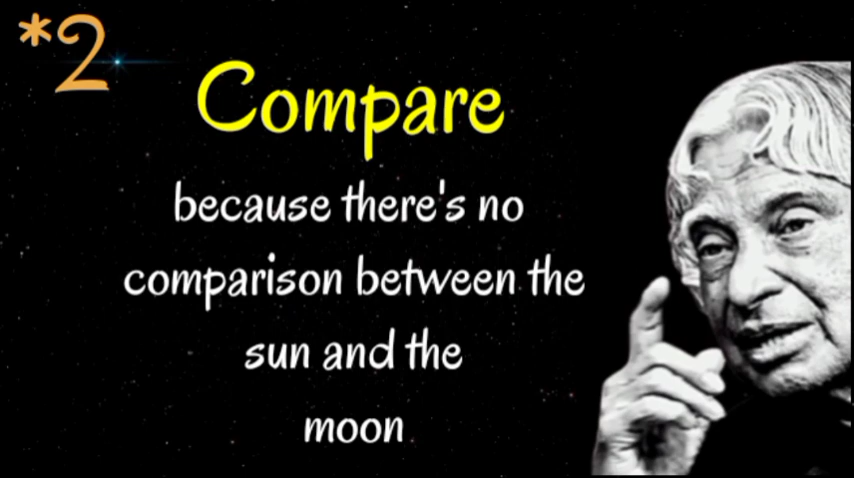 *2
Compare
because there's no
comparison between the
sun and the
moon